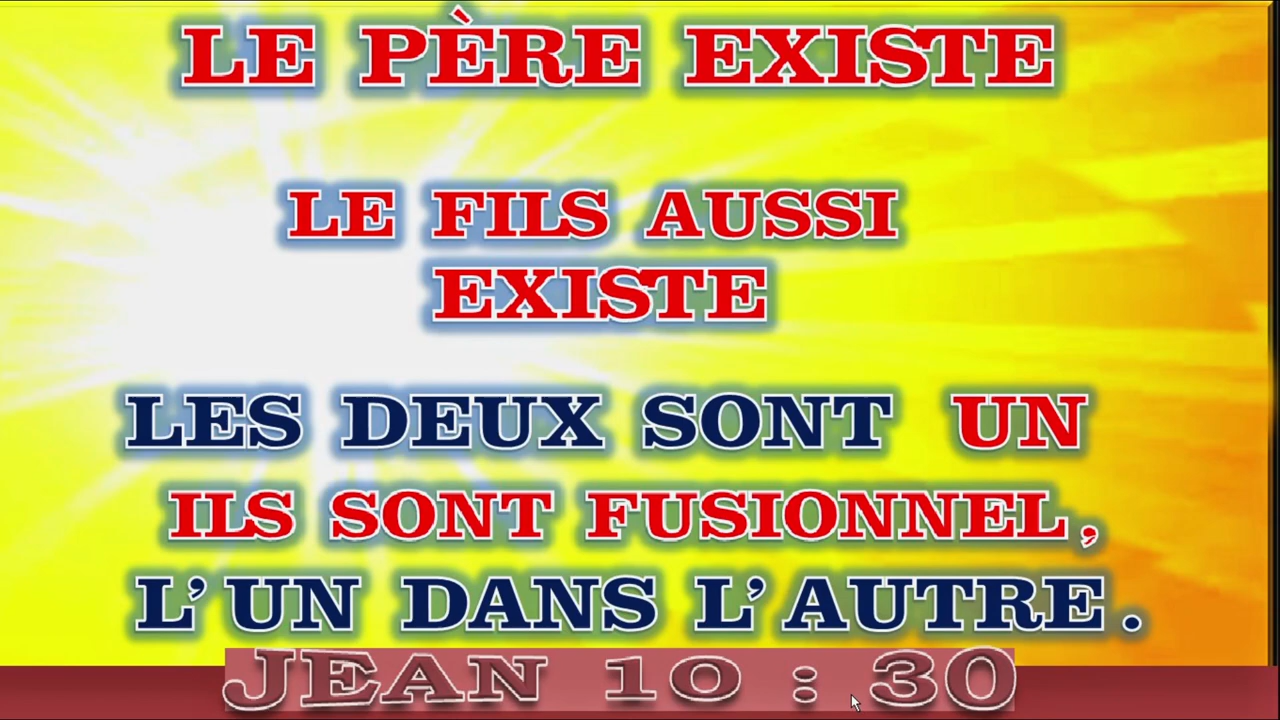 LE PÈRE EXISTE
LE FILS AUSSI
EXISTE
LES DEUX SONT UN
ILS SONT FUSIONNEL,
L'UN DANS L'AUTRE.
JEAN 10 : 30